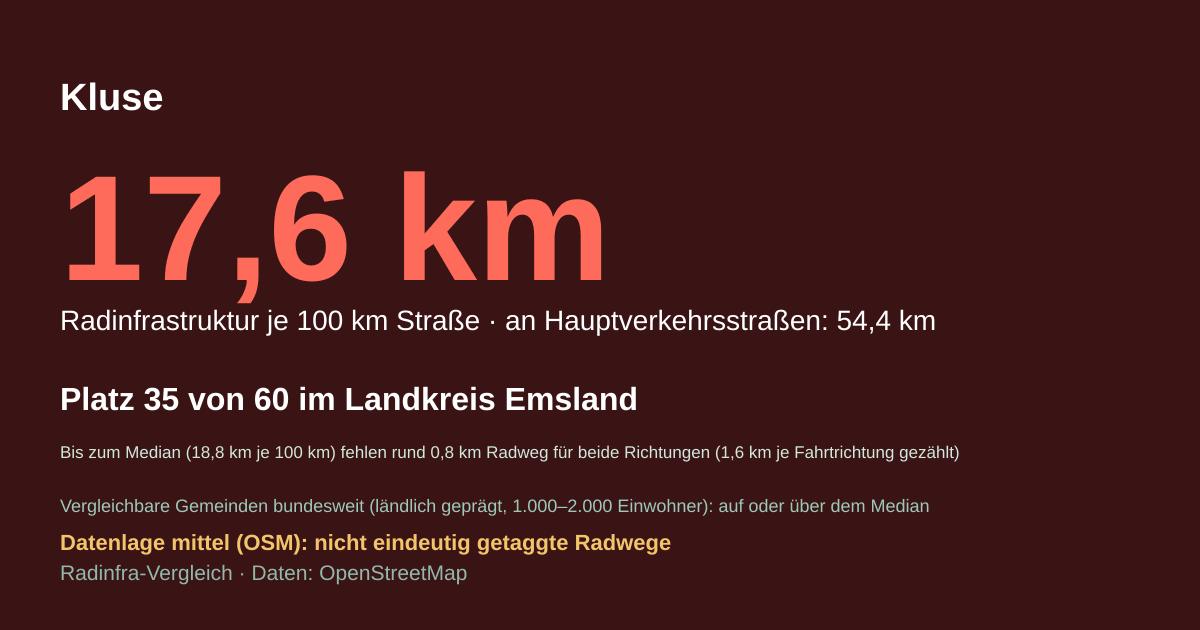 Kluse
17,6 km
Radinfrastruktur je 100 km Straße · an Hauptverkehrsstraßen: 54,4 km
Platz 35 von 60 im Landkreis Emsland
Bis zum Median (18,8 km je 100 km) fehlen rund 0,8 km Radweg für beide Richtungen (1,6 km je Fahrtrichtung gezählt)
Vergleichbare Gemeinden bundesweit (ländlich geprägt, 1.000–2.000 Einwohner): auf oder über dem Median
Datenlage mittel (OSM): nicht eindeutig getaggte Radwege
Radinfra-Vergleich · Daten: OpenStreetMap